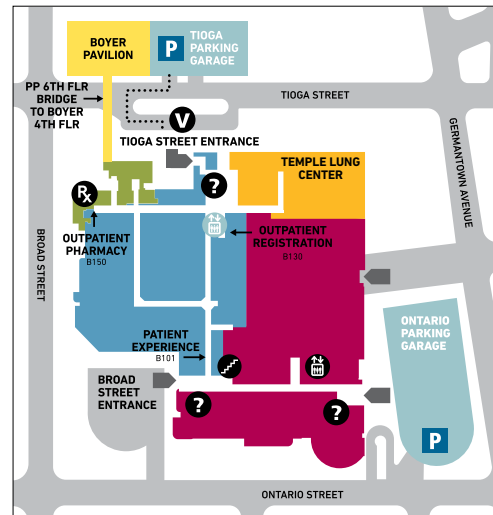 BOYER
PAVILION
P
TIOGA
PARKING
GARAGE
PP 6TH FLR
BRIDGE
TO BOYER
4TH FLR
TIOGA STREET
V
TIOGA STREET ENTRANCE
GERMANTOWN AVENUE
TEMPLE LUNG
CENTER
?
Rx
OUTPATIENT
PHARMACY
B150
OUTPATIENT
REGISTRATION
B130
BROAD STREET
PATIENT
EXPERIENCE
B101
ONTARIO
PARKING
GARAGE
BROAD
STREET
ENTRANCE
?
?
P
ONTARIO STREET